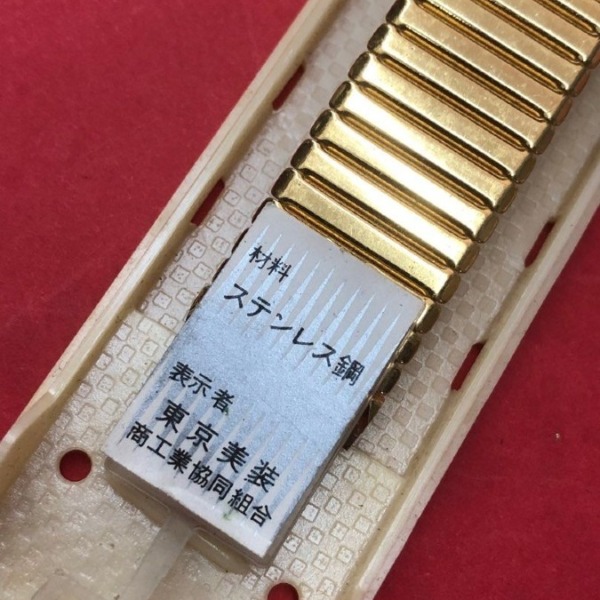 材料
ステンレス鋼
表示者
東京美装
商工業協同組合